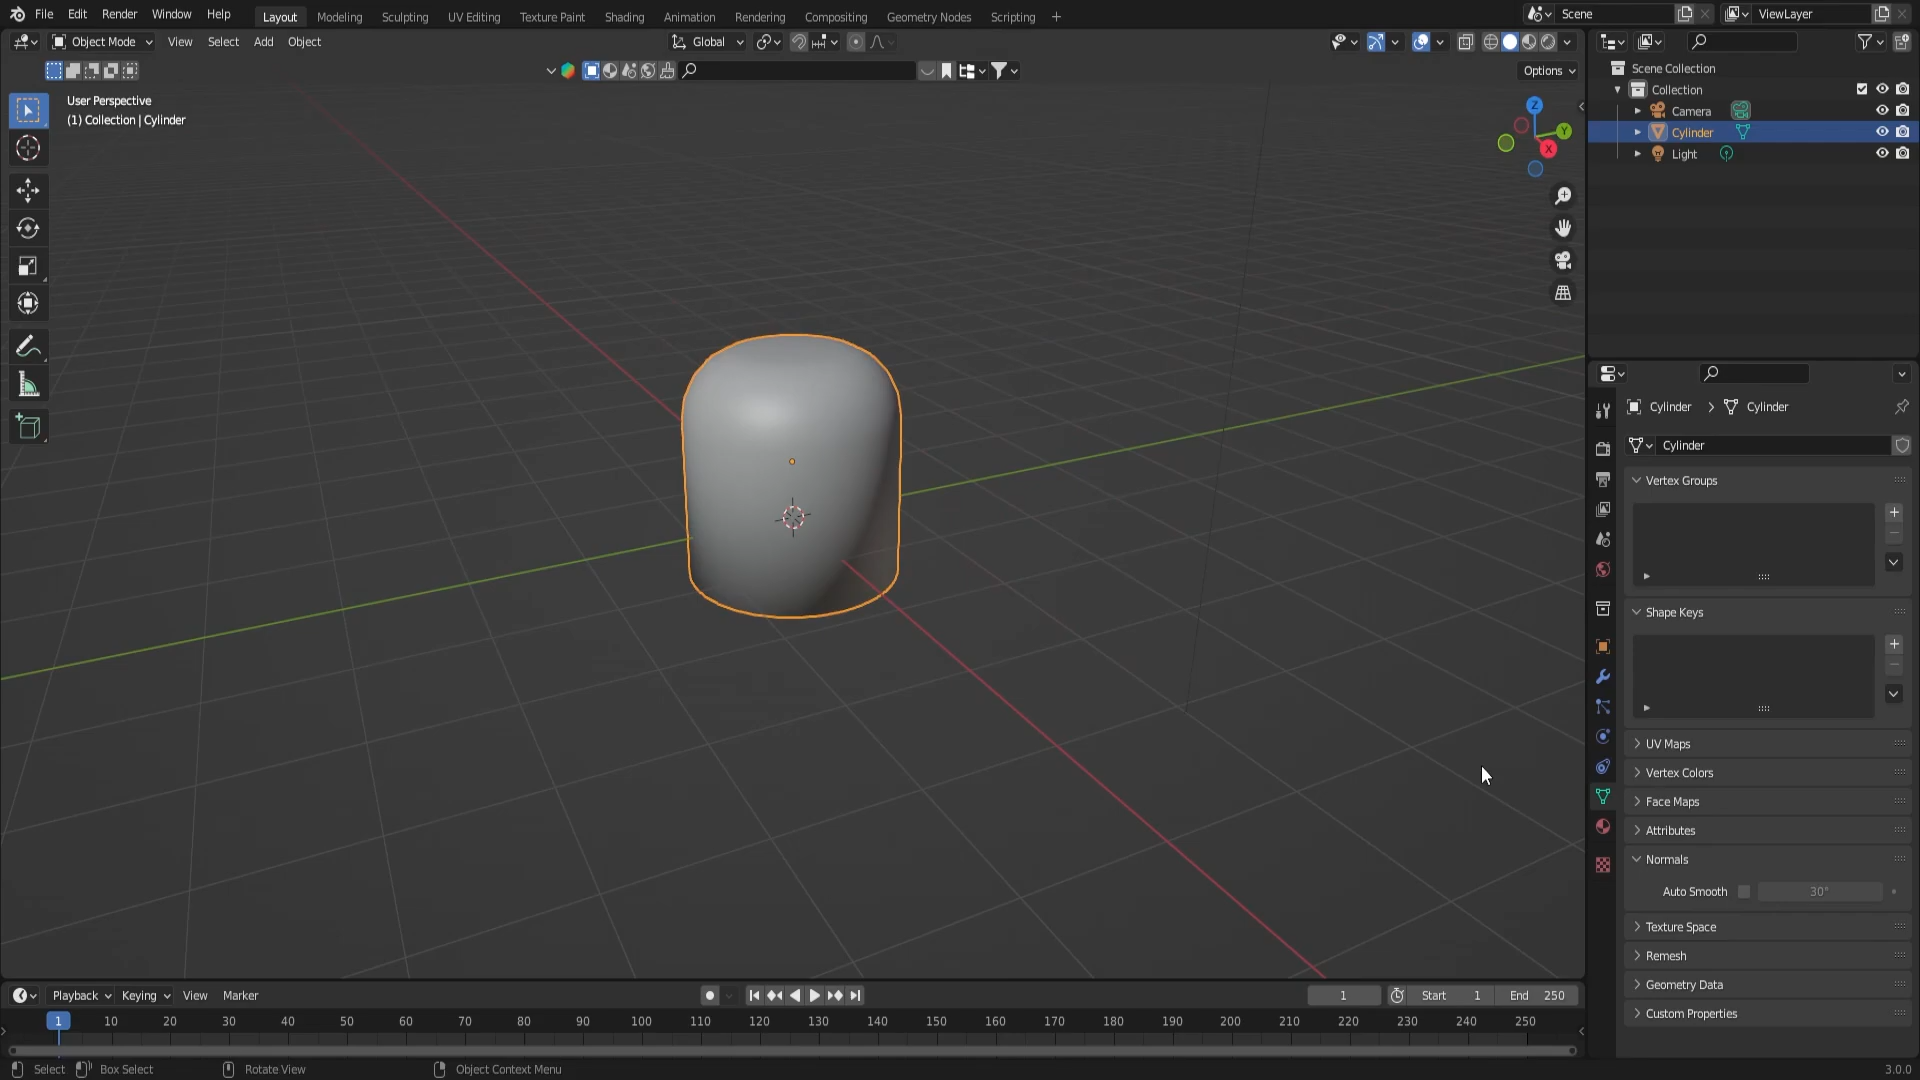 File Edit Render Window Help Layout Modeling Sculpting UV Editing Texture Paint Shading Animation Rendering Compositing Geometry Nodes Scripting + Scene ViewLayer
Object Mode View Select Add Object Global
Options
User Perspective
(1) Collection | Cylinder
Z
Y
X
Scene Collection
Collection
Camera
Cylinder
Light
Cylinder > Cylinder
Cylinder
Vertex Groups
Shape Keys
UV Maps
Vertex Colors
Face Maps
Attributes
Normals
Auto Smooth 30°
Texture Space
Remesh
Geometry Data
Custom Properties
Playback Keying View Marker 1 Start 1 End 250
1 10 20 30 40 50 60 70 80 90 100 110 120 130 140 150 160 170 180 190 200 210 220 230 240 250
Select Box Select Rotate View Object Context Menu 3.0.0